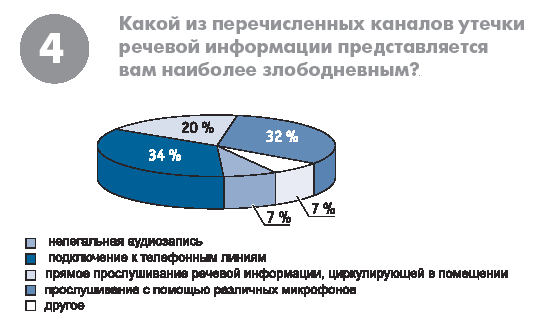 4
Какой из перечисленных каналов утечки
речевой информации представляется
вам наиболее злободневным?
20 %
32 %
34 %
7 %
7 %
нелегальная аудиозапись
подключение к телефонным линиям
прямое прослушивание речевой информации, циркулирующей в помещении
прослушивание с помощью различных микрофонов
другое